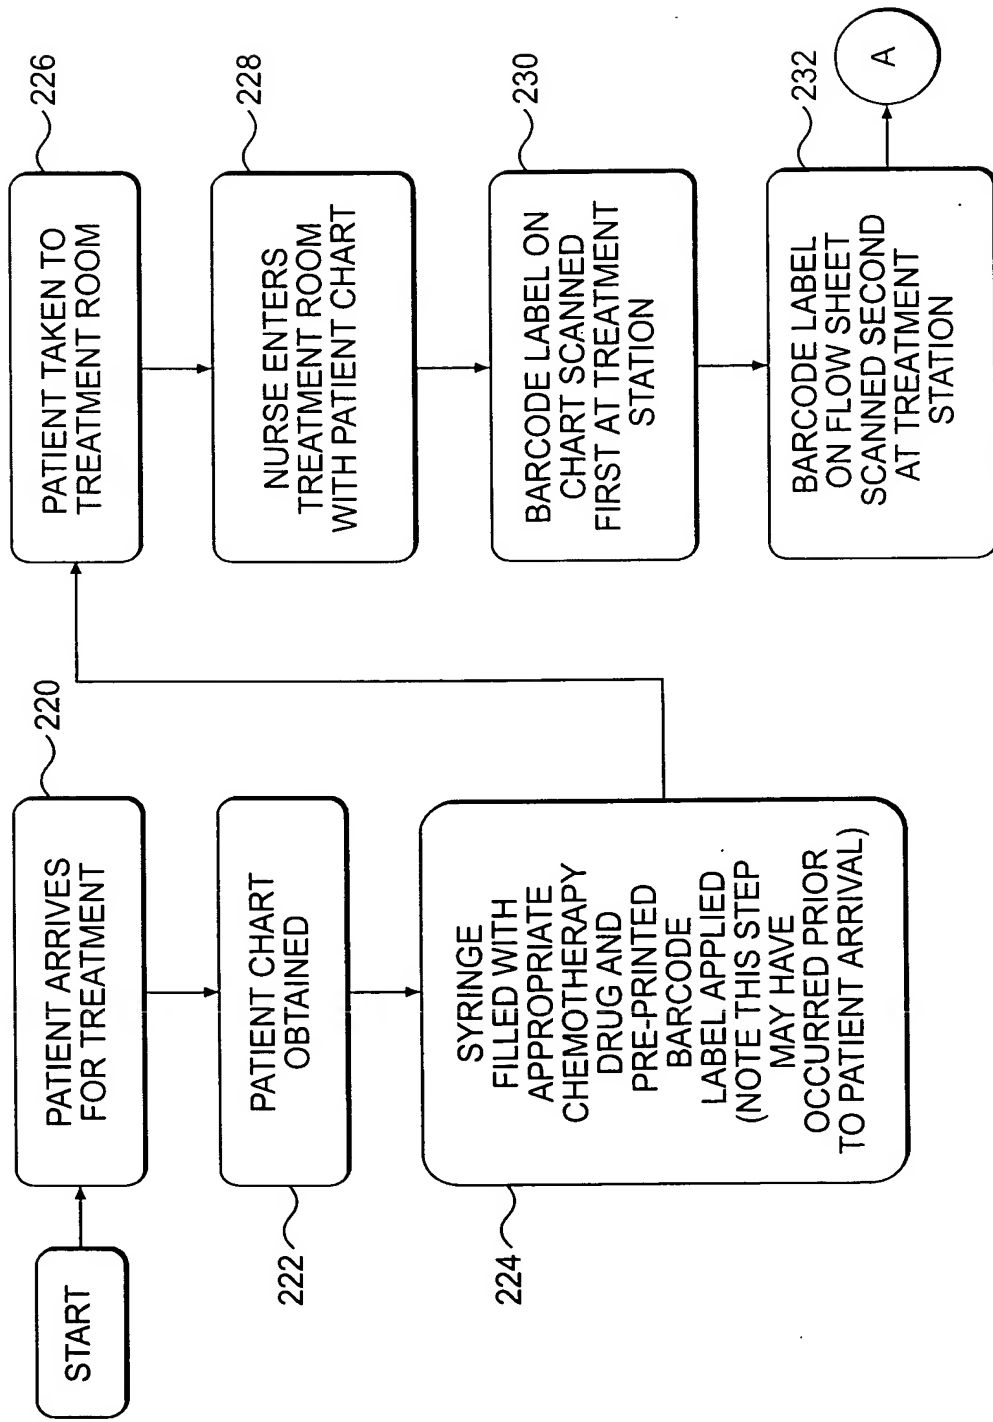 START
PATIENT ARRIVES
FOR TREATMENT
220
PATIENT CHART
OBTAINED
222
SYRINGE
FILLED WITH
APPROPRIATE
CHEMOTHERAPY
DRUG AND
PRE-PRINTED
BARCODE
LABEL APPLIED
(NOTE THIS STEP
MAY HAVE
OCCURRED PRIOR
TO PATIENT ARRIVAL)
224
PATIENT TAKEN TO
TREATMENT ROOM
226
NURSE ENTERS
TREATMENT ROOM
WITH PATIENT CHART
228
BARCODE LABEL ON
CHART SCANNED
FIRST AT TREATMENT
STATION
230
BARCODE LABEL
ON FLOW SHEET
SCANNED SECOND
AT TREATMENT
STATION
232
A